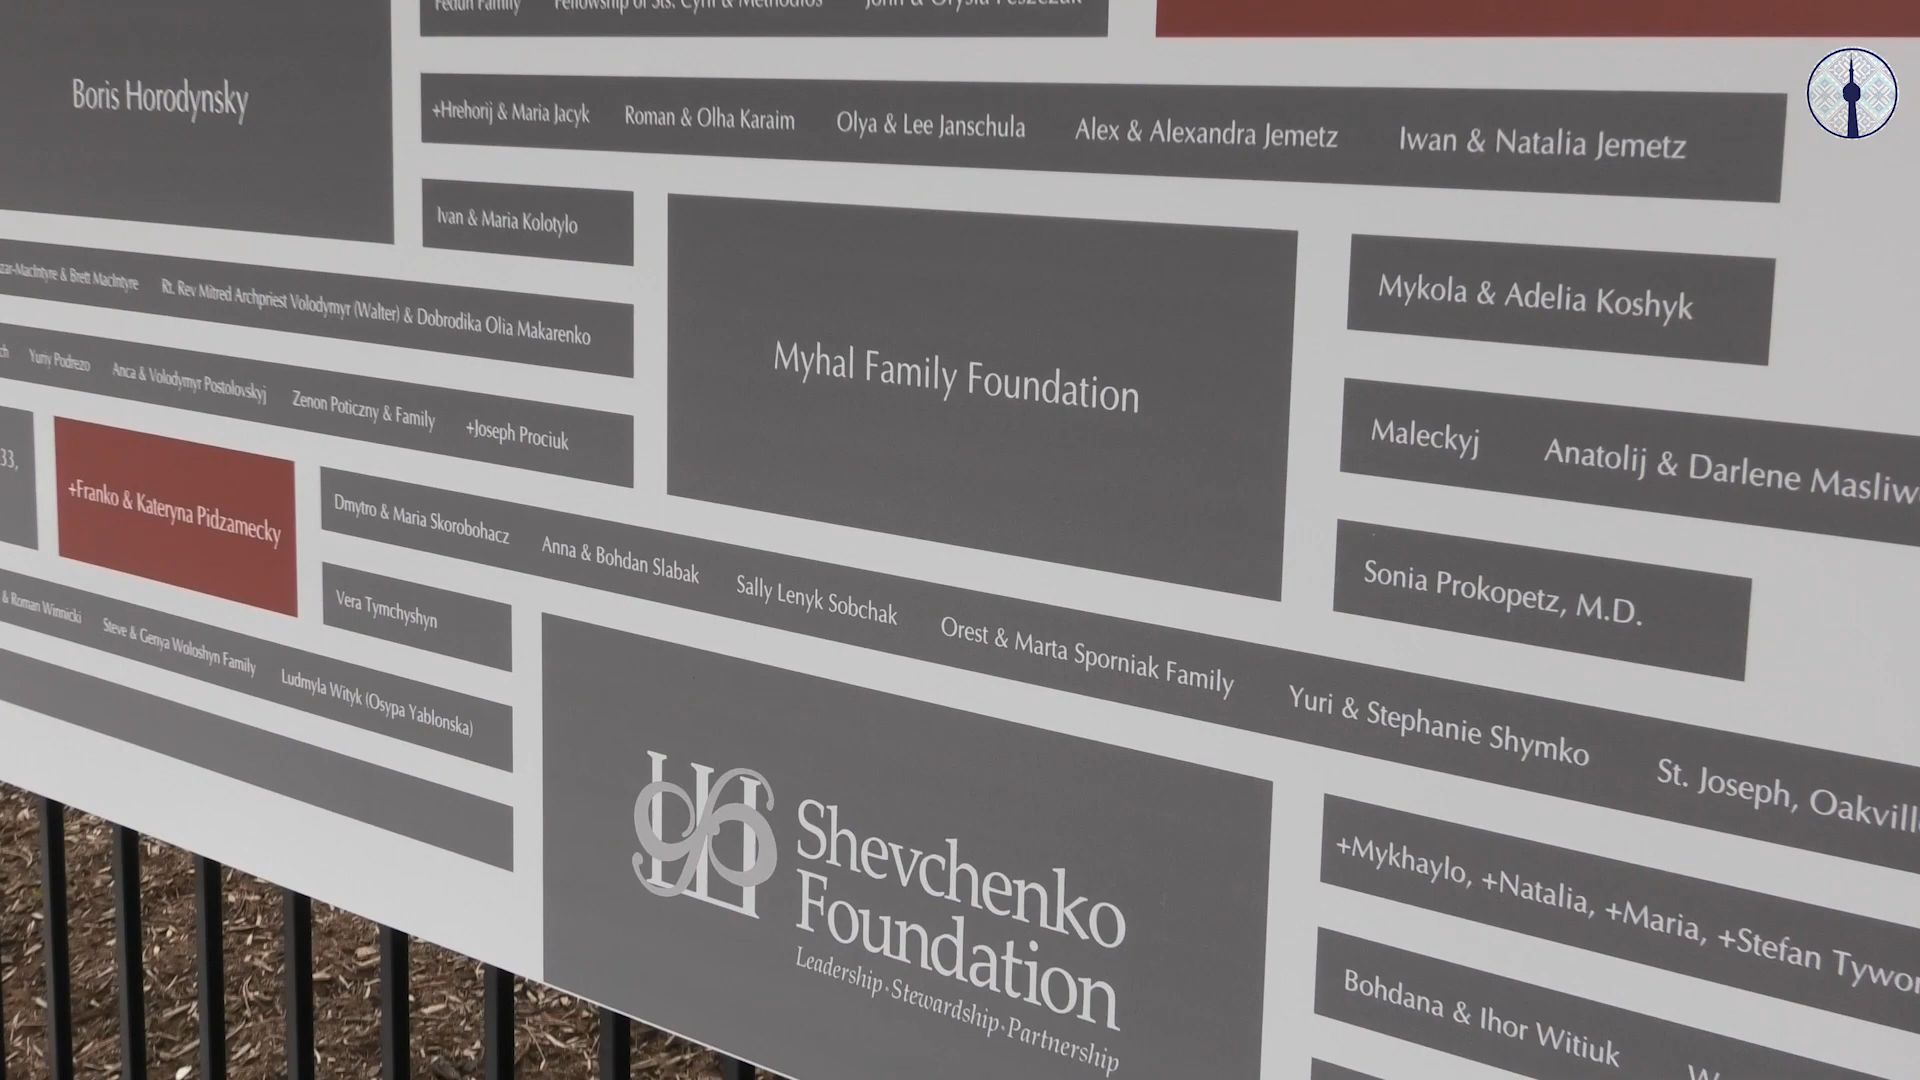 Fedun Family Fellowship of Sts. Cyril & Methodius John & Orysia
Boris Horodynsky
+Hrehorij & Maria Jacyk Roman & Olha Karaim Olya & Lee Janschula Alex & Alexandra Jemetz Iwan & Natalia Jemetz
Ivan & Maria Kolotylo
Myhal Family Foundation
Mykola & Adelia Koshyk
& Brett MacIntyre Rt. Rev Mitred Archpriest Volodymyr (Walter) & Dobrodika Olia Makarenko
Maleckyj Anatolij & Darlene
Yuriy Podrezo Anca & Volodymyr Postolovskyj Zenon Poticzny & Family +Joseph Prociuk
Sonia Prokopetz, M.D.
33,
+Franko & Kateryna Pidzamecky
Dmytro & Maria Skorobohacz Anna & Bohdan Slabak Sally Lenyk Sobchak Orest & Marta Sporniak Family Yuri & Stephanie Shymko St. Joseph,
Vera Tymchyshyn
& Roman Winnicki Steve & Genya Woloshyn Family Ludmyla Wityk (Osypa Yablonska)
Shevchenko
Foundation
Leadership·Stewardship·Partnership
+Mykhaylo, +Natalia, +Maria, +Stefan
Bohdana & Ihor Witiuk